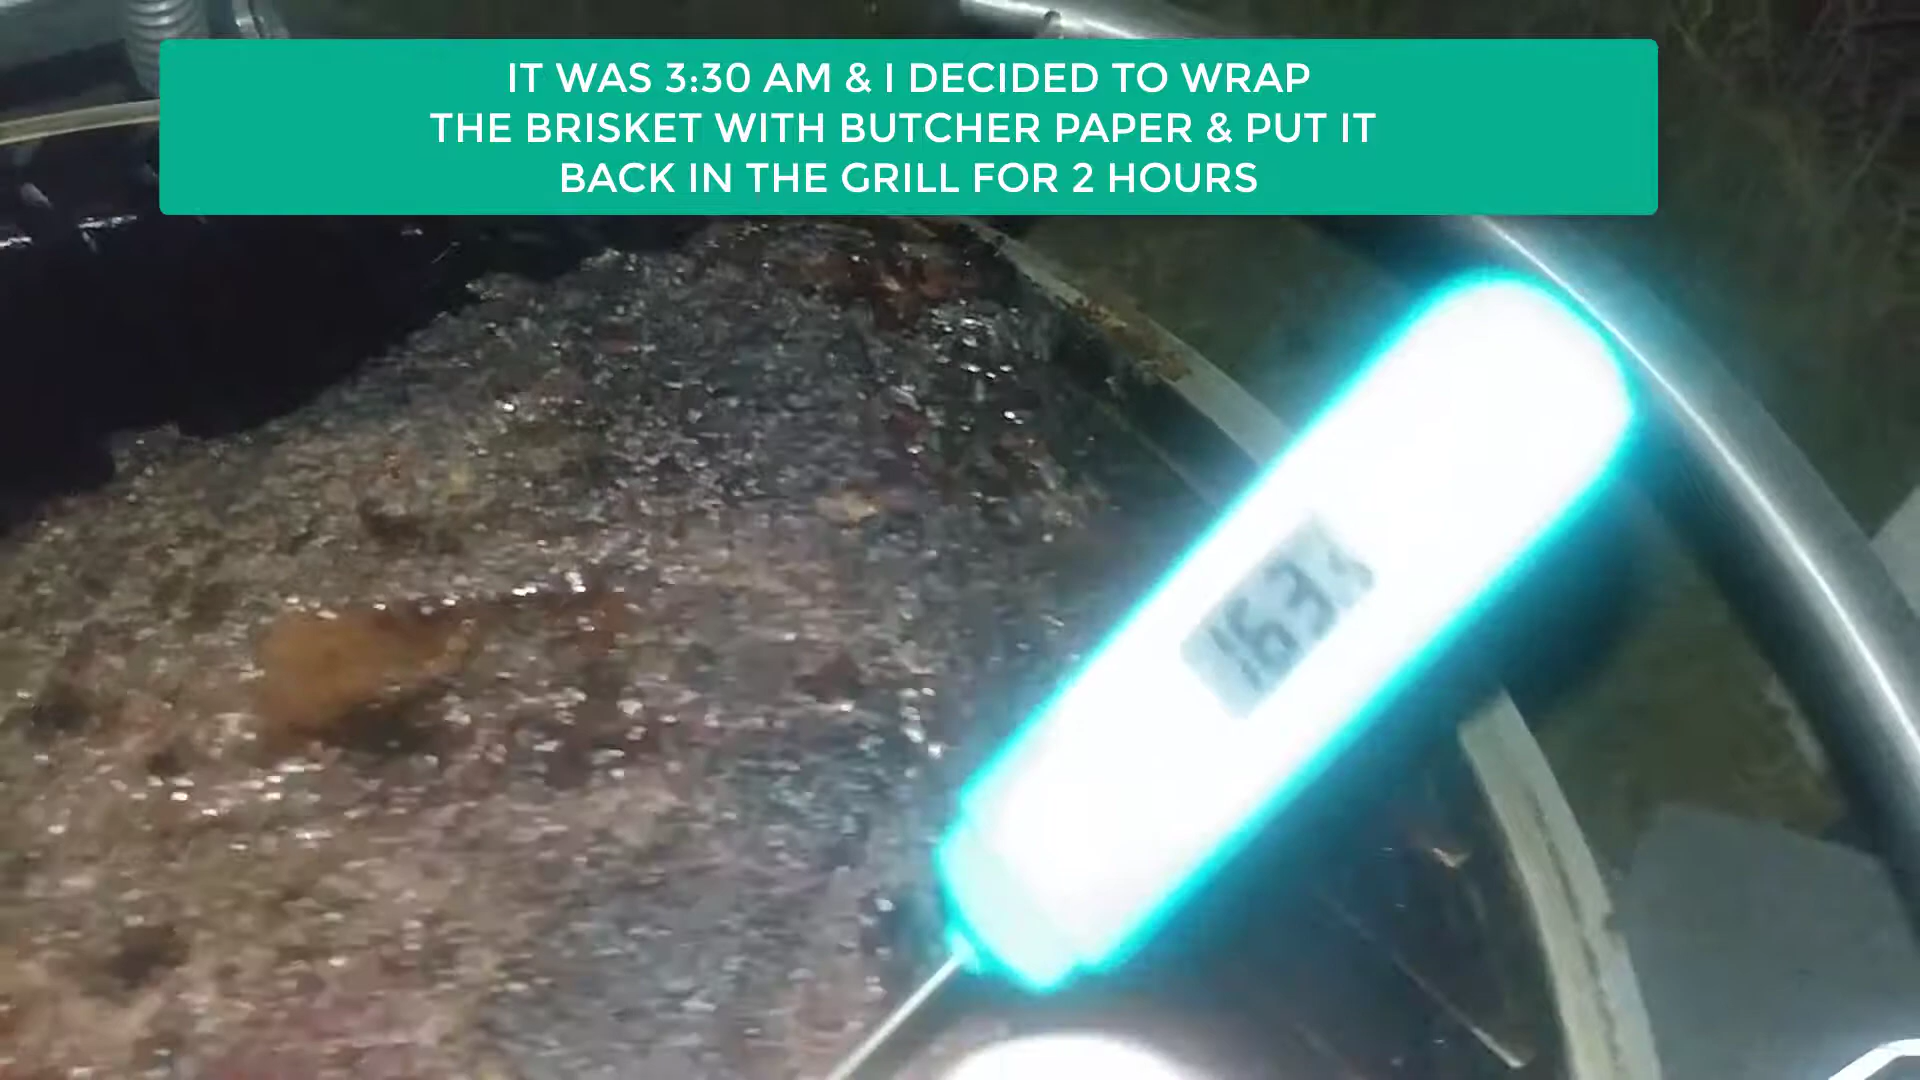 IT WAS 3:30 AM & I DECIDED TO WRAP
THE BRISKET WITH BUTCHER PAPER & PUT IT
BACK IN THE GRILL FOR 2 HOURS
163